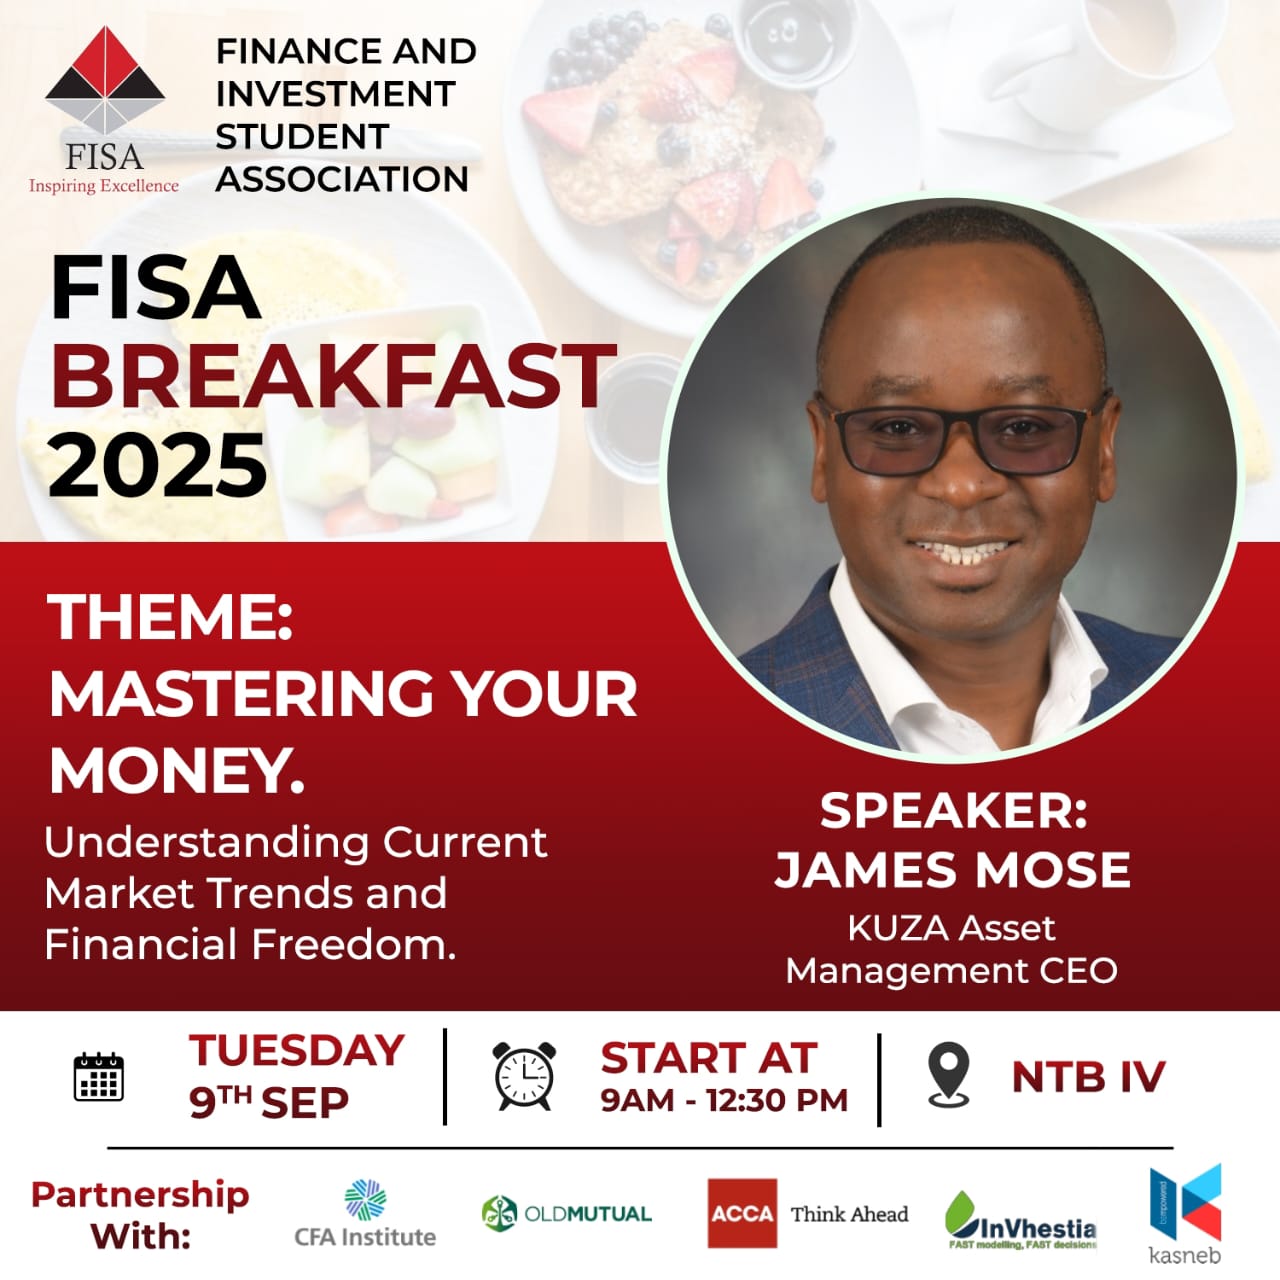 FISA
Inspiring Excellence
FINANCE AND
INVESTMENT
STUDENT
ASSOCIATION
FISA
BREAKFAST
2025
THEME:
MASTERING YOUR
MONEY.
Understanding Current
Market Trends and
Financial Freedom.
SPEAKER:
JAMES MOSE
KUZA Asset
Management CEO
TUESDAY
9TH SEP
START AT
9AM - 12:30 PM
NTB IV
Partnership
With:
CFA Institute
OLDMUTUAL
ACCA
Think Ahead
InVhestia
FAST modelling, FAST decisions
bempowered
kasneb